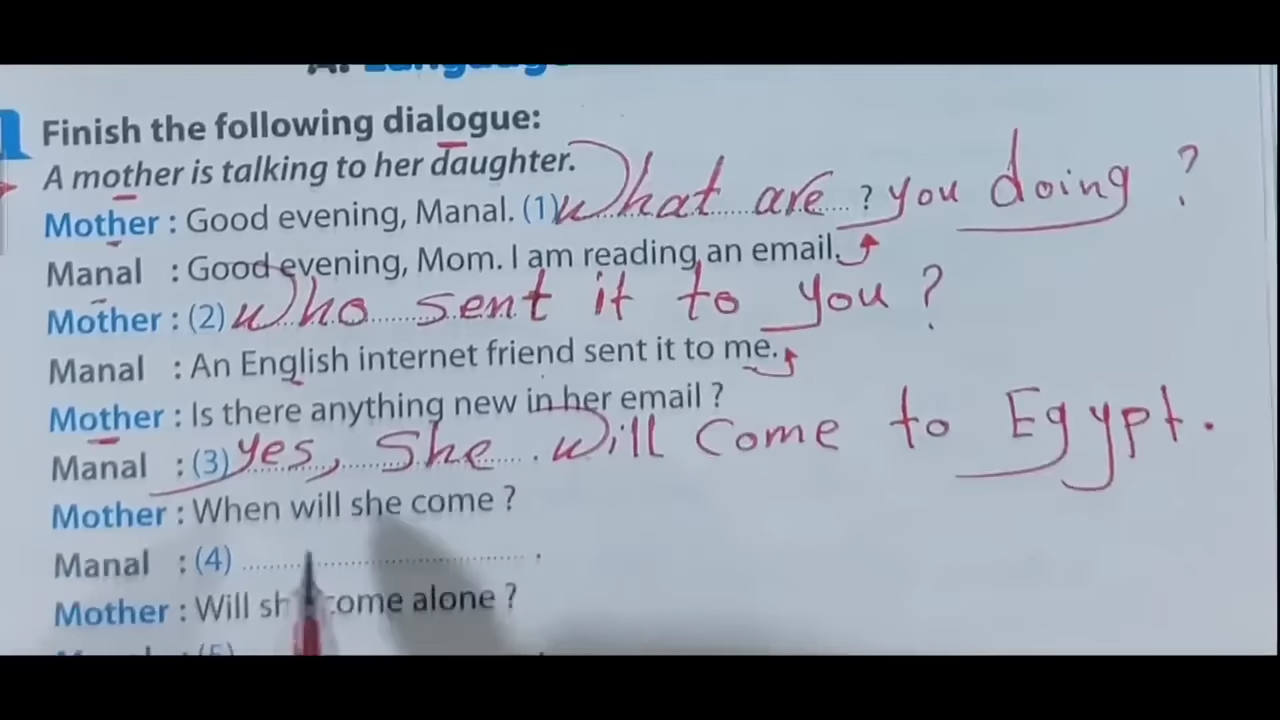 A. Language
1 Finish the following dialogue:
A mother is talking to her daughter.
Mother : Good evening, Manal. (1) What are ? you doing ?
Manal : Good evening, Mom. I am reading an email.
Mother : (2) Who sent it to you ?
Manal : An English internet friend sent it to me.
Mother : Is there anything new in her email ?
Manal : (3) yes, She will come to Egypt.
Mother : When will she come ?
Manal : (4) .................................... .
Mother : Will come alone ?
(5)